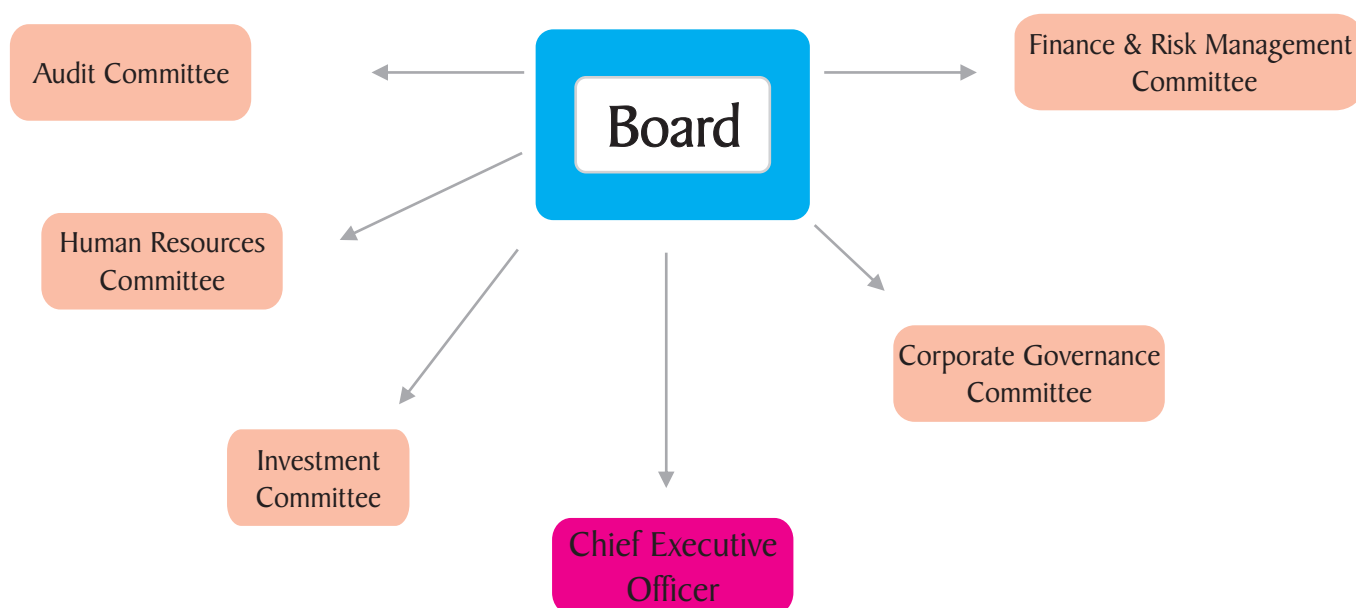 Audit Committee
Board
Finance & Risk Management
Committee
Human Resources
Committee
Corporate Governance
Committee
Investment
Committee
Chief Executive
Officer